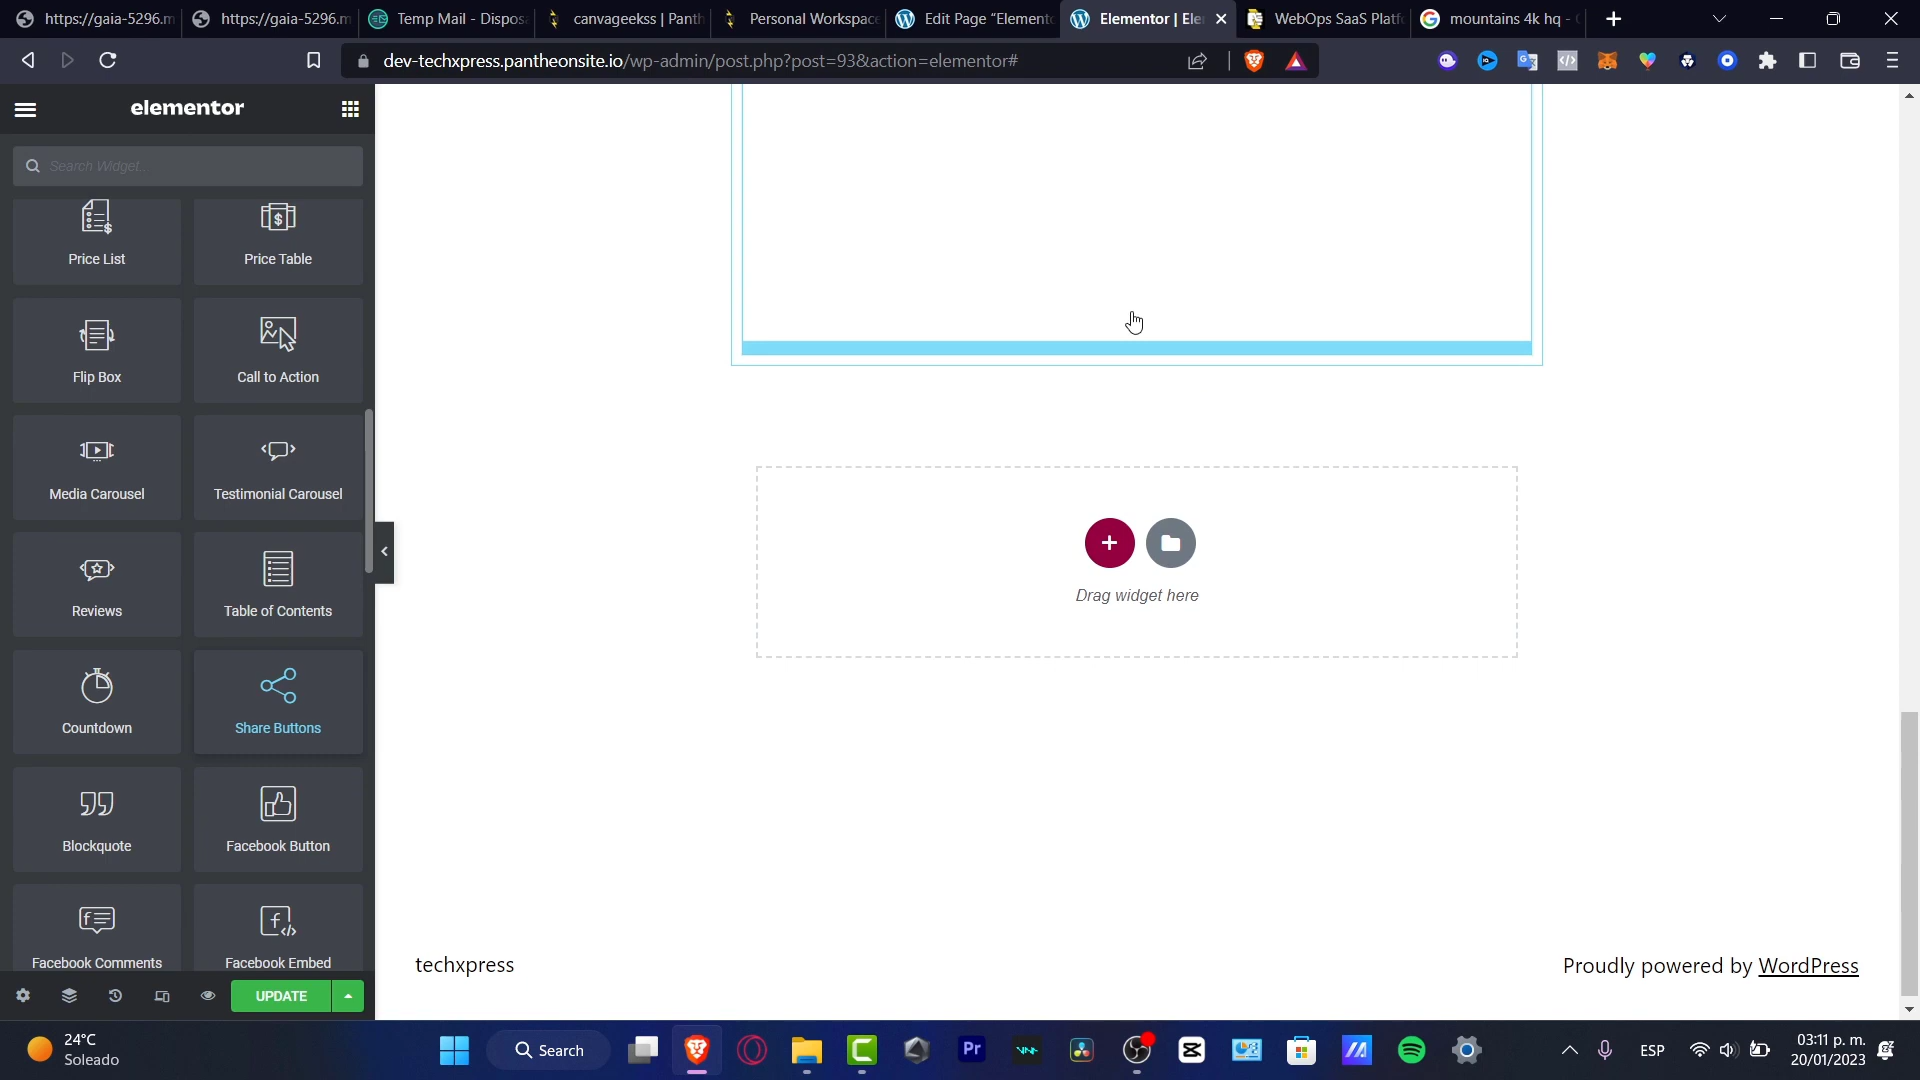 https://gaia-5296.m
https://gaia-5296.m
Temp Mail - Disposa
canvageekss | Panth
Personal Workspace
Edit Page "Elemento
Elementor | Ele
WebOps SaaS Platfo
mountains 4k hq -
dev-techxpress.pantheonsite.io/wp-admin/post.php?post=93&action=elementor#
elementor
Search Widget...
Price List
Price Table
Flip Box
Call to Action
Media Carousel
Testimonial Carousel
Reviews
Table of Contents
Countdown
Share Buttons
Blockquote
Facebook Button
Facebook Comments
Facebook Embed
UPDATE
Drag widget here
techxpress
Proudly powered by WordPress
24°C
Soleado
Search
Pr
ESP
03:11 p. m.
20/01/2023